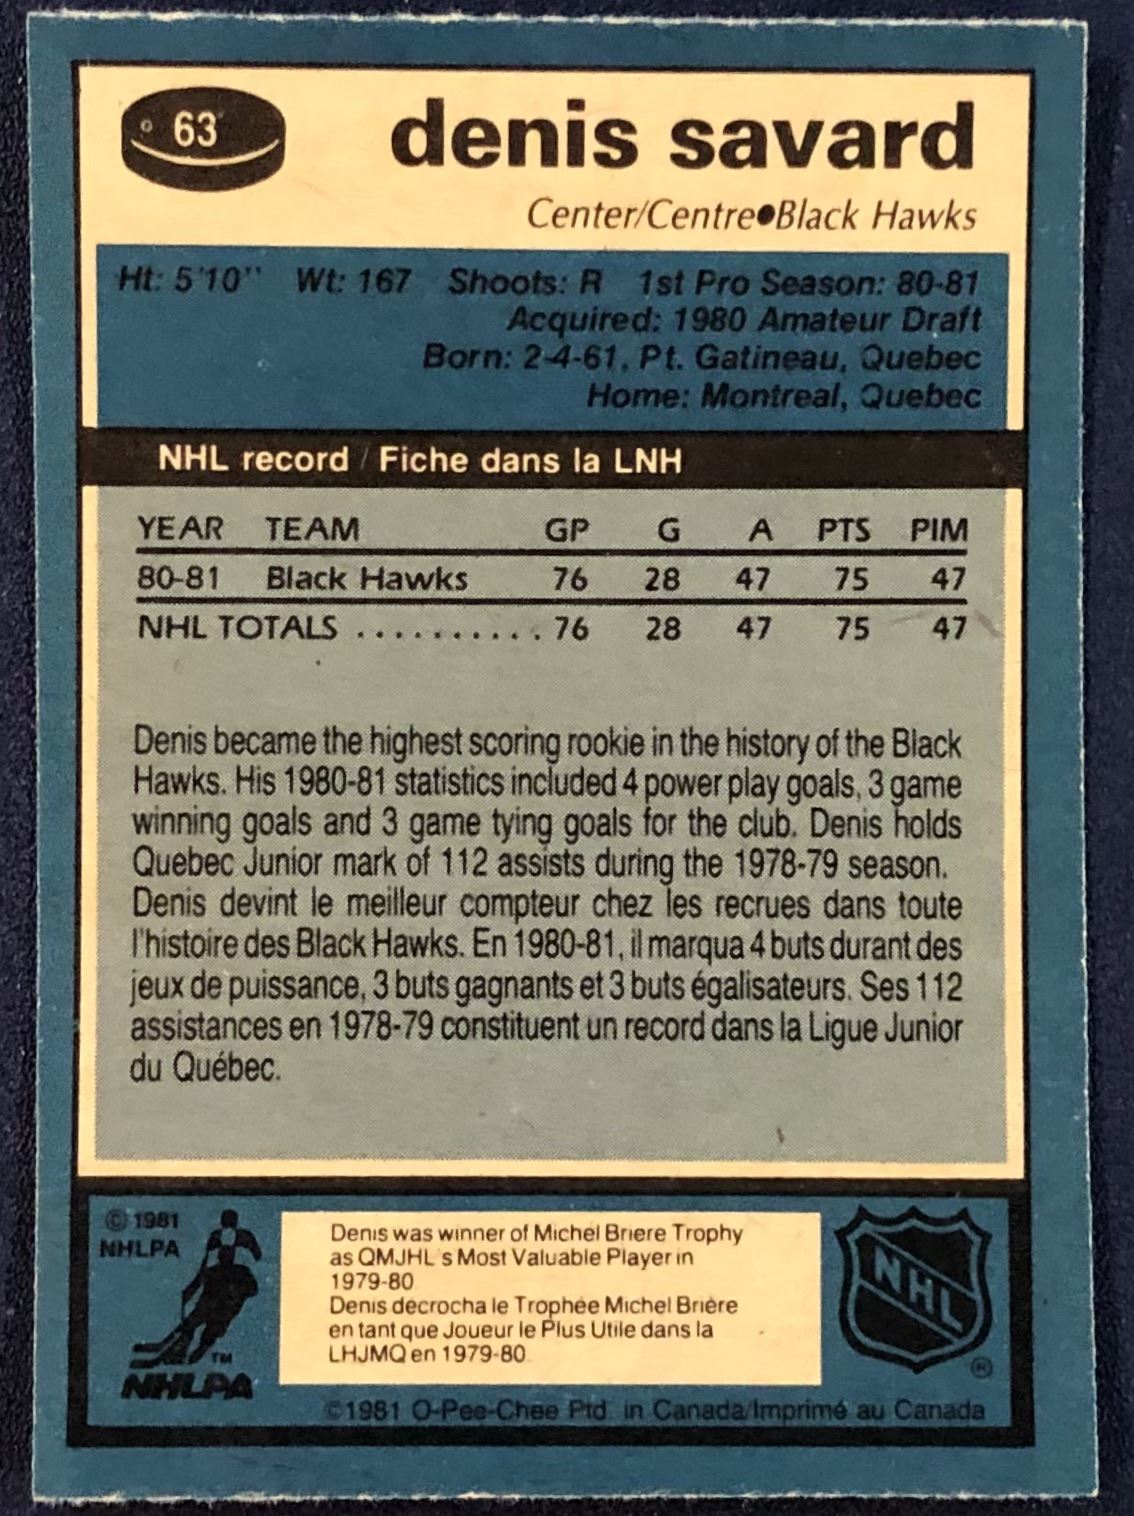 63
denis savard
Center/Centre●Black Hawks
Ht: 5'10" Wt: 167 Shoots: R 1st Pro Season: 80-81
Acquired: 1980 Amateur Draft
Born: 2-4-61, Pt. Gatineau, Quebec
Home: Montreal, Quebec
NHL record / Fiche dans la LNH
YEAR TEAM GP G A PTS PIM
80-81 Black Hawks 76 28 47 75 47
NHL TOTALS .......... 76 28 47 75 47
Denis became the highest scoring rookie in the history of the Black
Hawks. His 1980-81 statistics included 4 power play goals, 3 game
winning goals and 3 game tying goals for the club. Denis holds
Quebec Junior mark of 112 assists during the 1978-79 season.
Denis devint le meilleur compteur chez les recrues dans toute
l'histoire des Black Hawks. En 1980-81, il marqua 4 buts durant des
jeux de puissance, 3 buts gagnants et 3 buts égalisateurs. Ses 112
assistances en 1978-79 constituent un record dans la Ligue Junior
du Québec.
©1981
NHLPA
TM
NHLPA
Denis was winner of Michel Briere Trophy
as QMJHL's Most Valuable Player in
1979-80
Denis decrocha le Trophée Michel Brière
en tant que Joueur le Plus Utile dans la
LHJMQ en 1979-80
NHL
®
©1981 O-Pee-Chee Ptd in Canada/Imprimé au Canada